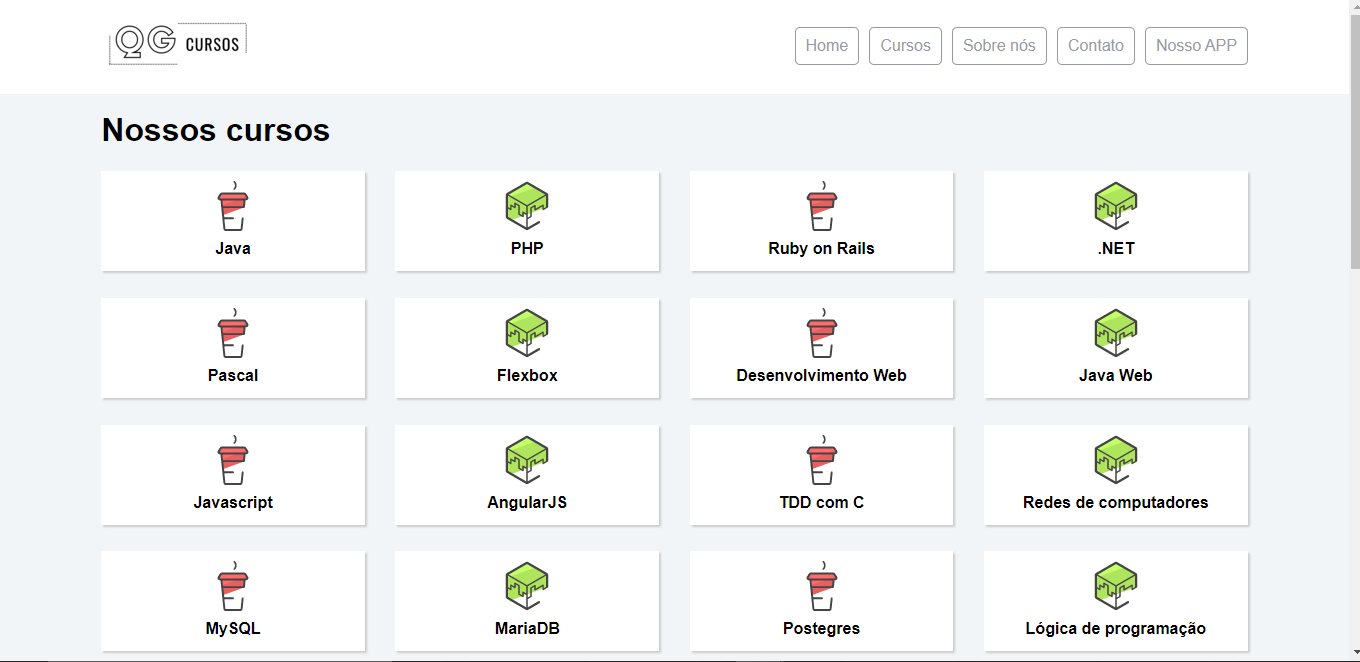 QG CURSOS
Home Cursos Sobre nós Contato Nosso APP
Nossos cursos
Java PHP Ruby on Rails .NET
Pascal Flexbox Desenvolvimento Web Java Web
Javascript AngularJS TDD com C Redes de computadores
MySQL MariaDB Postegres Lógica de programação